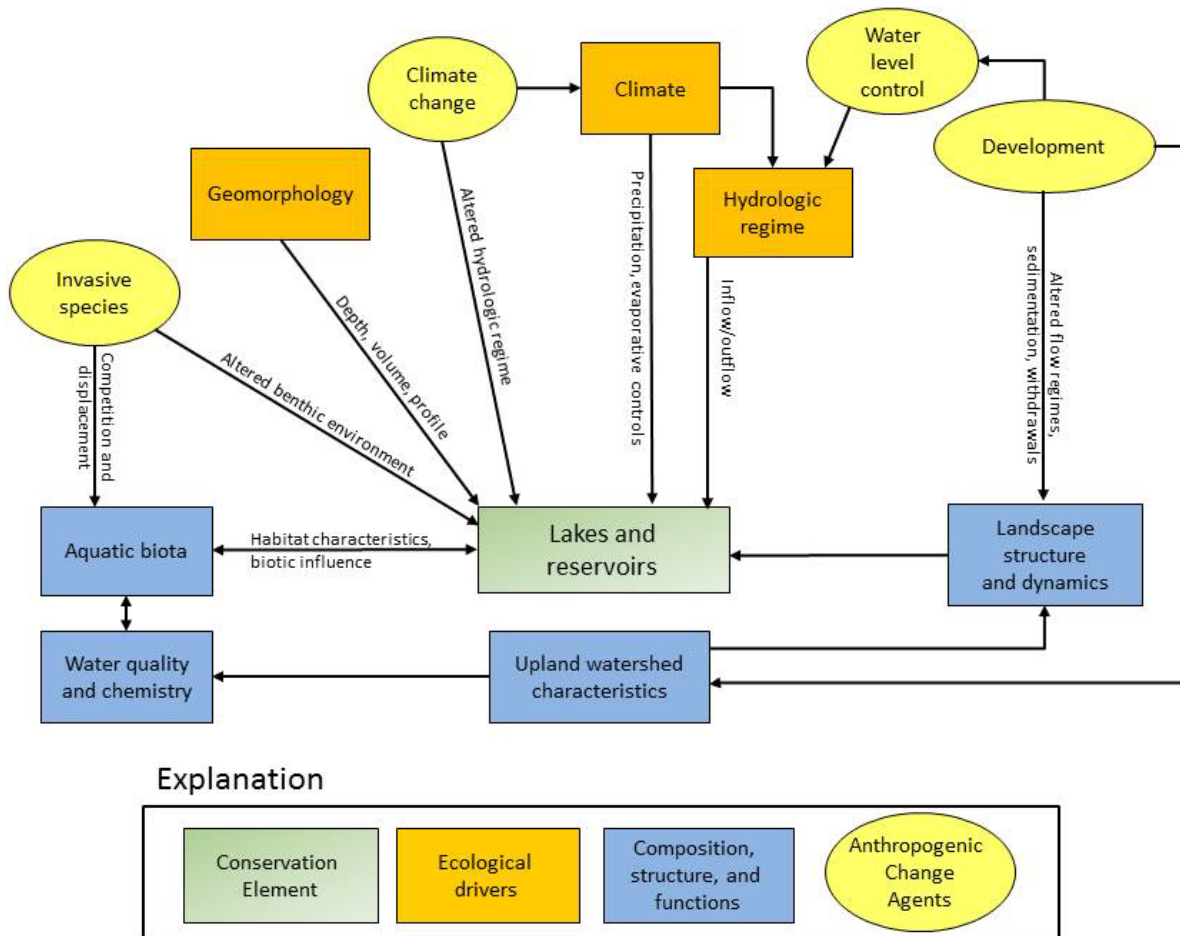 Climate
change
Climate
Water
level
control
Development
Geomorphology
Hydrologic
regime
Invasive
species
Altered hydrologic regime
Precipitation, evaporative controls
Inflow/outflow
Altered flow regimes,
sedimentation, withdrawals
Depth, volume, profile
Altered benthic environment
Competition and
displacement
Aquatic biota
Habitat characteristics,
biotic influence
Lakes and
reservoirs
Landscape
structure
and dynamics
Water quality
and chemistry
Upland watershed
characteristics
Explanation
Conservation
Element
Ecological
drivers
Composition,
structure, and
functions
Anthropogenic
Change
Agents